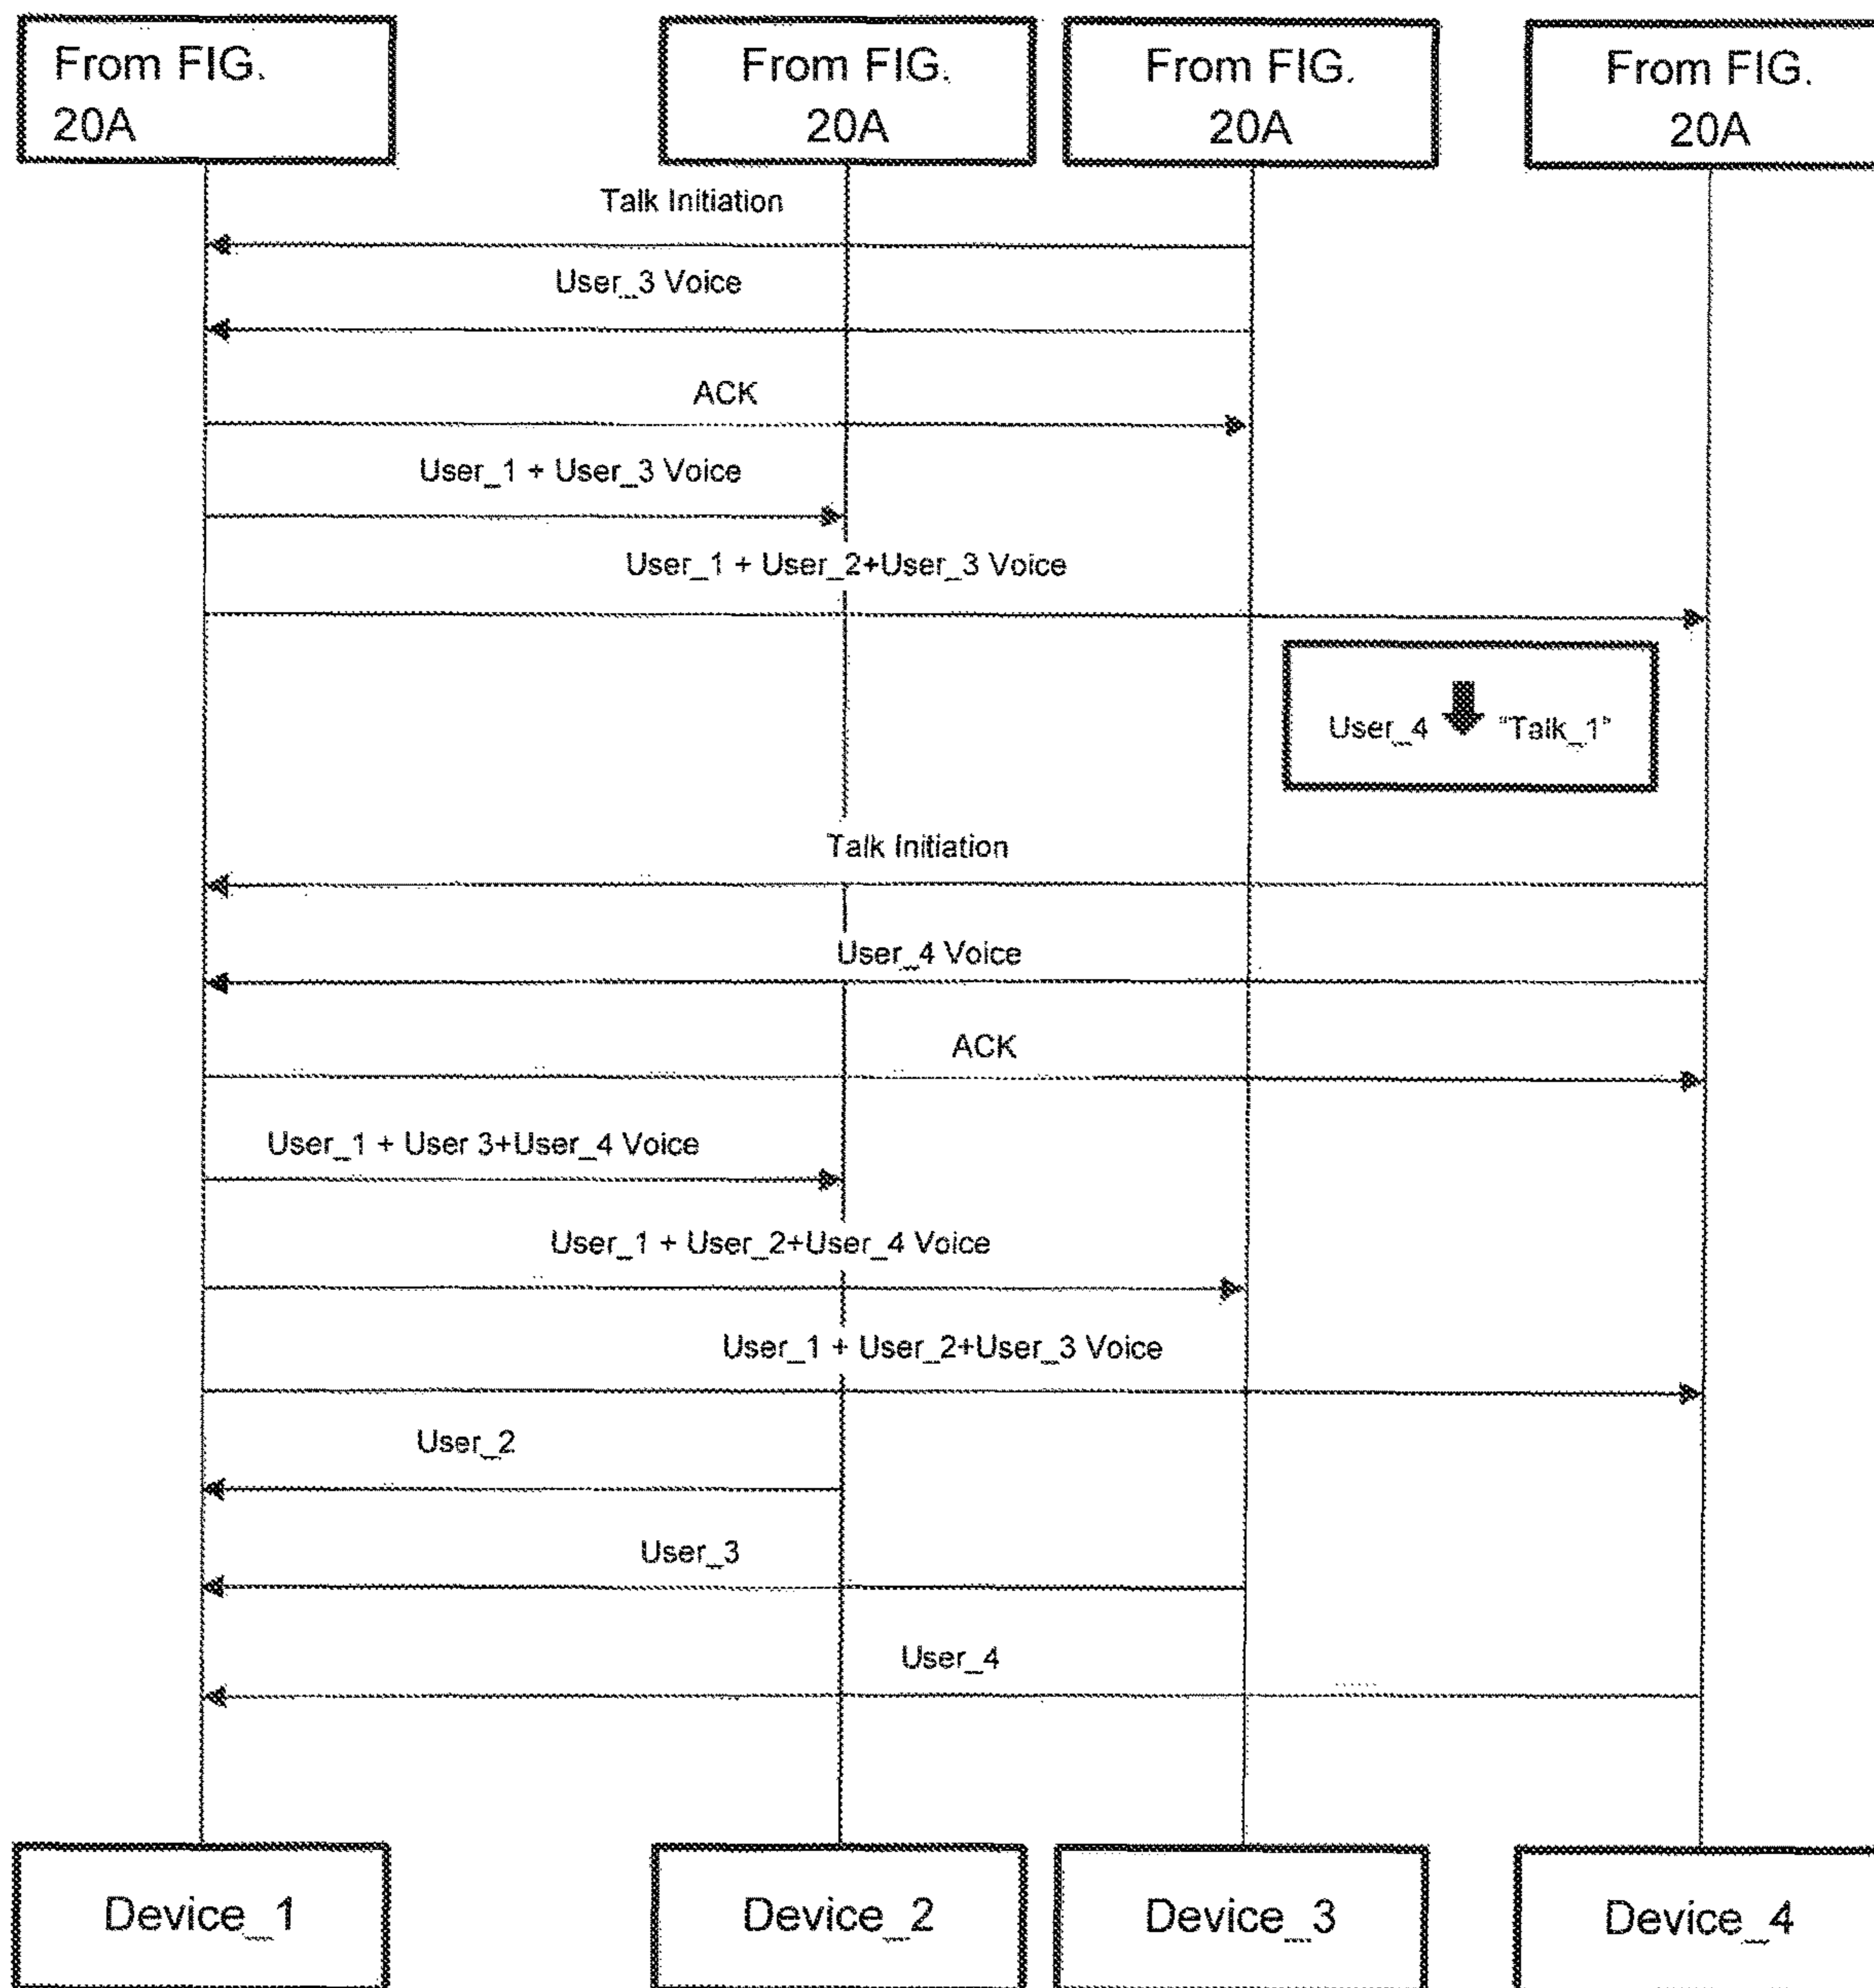 From FIG.
20A
From FIG.
20A
From FIG.
20A
From FIG.
20A
Talk Initiation
User_3 Voice
ACK
User_1 + User_3 Voice
User_1 + User_2+User_3 Voice
User_4 "Talk_1"
Talk Initiation
User_4 Voice
ACK
User_1 + User 3+User_4 Voice
User_1 + User_2+User_4 Voice
User_1 + User_2+User_3 Voice
User_2
User_3
User_4
Device_1
Device_2
Device_3
Device_4